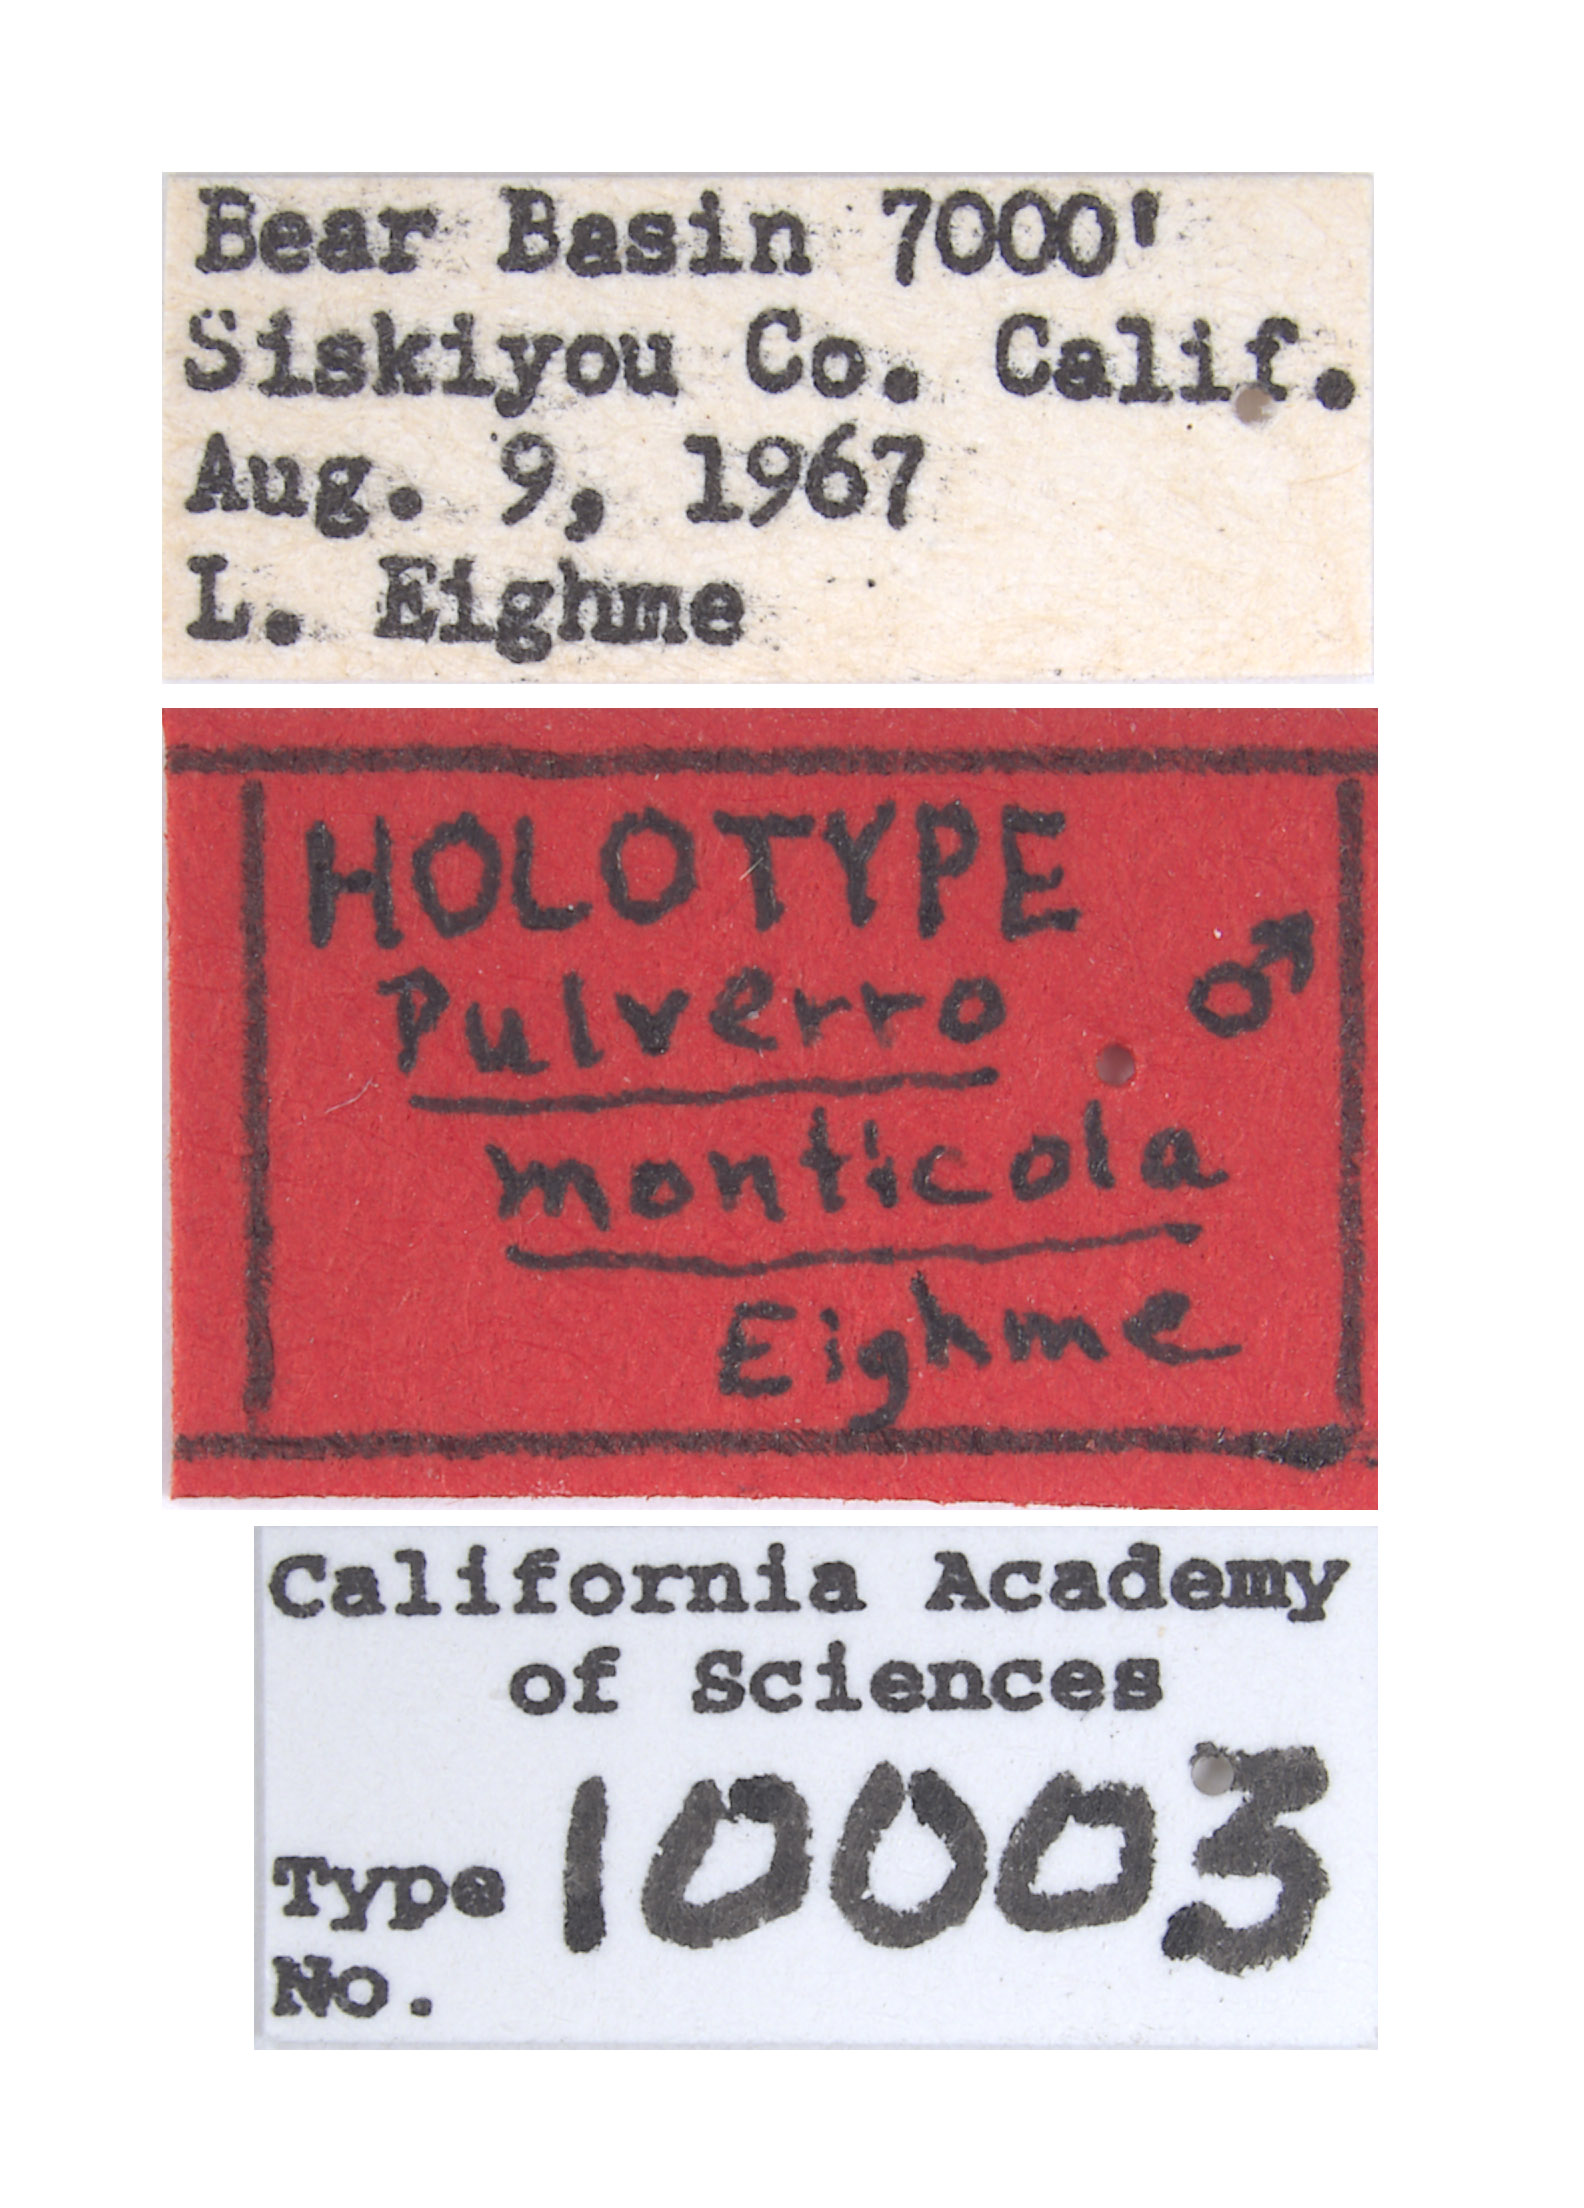 Bear Basin 7000'
Siskiyou Co. Calif.
Aug. 9, 1967
L. Eighme
HOLOTYPE
Pulverro ♂
monticola
Eighme
California Academy
of Sciences
Type 10003
No.